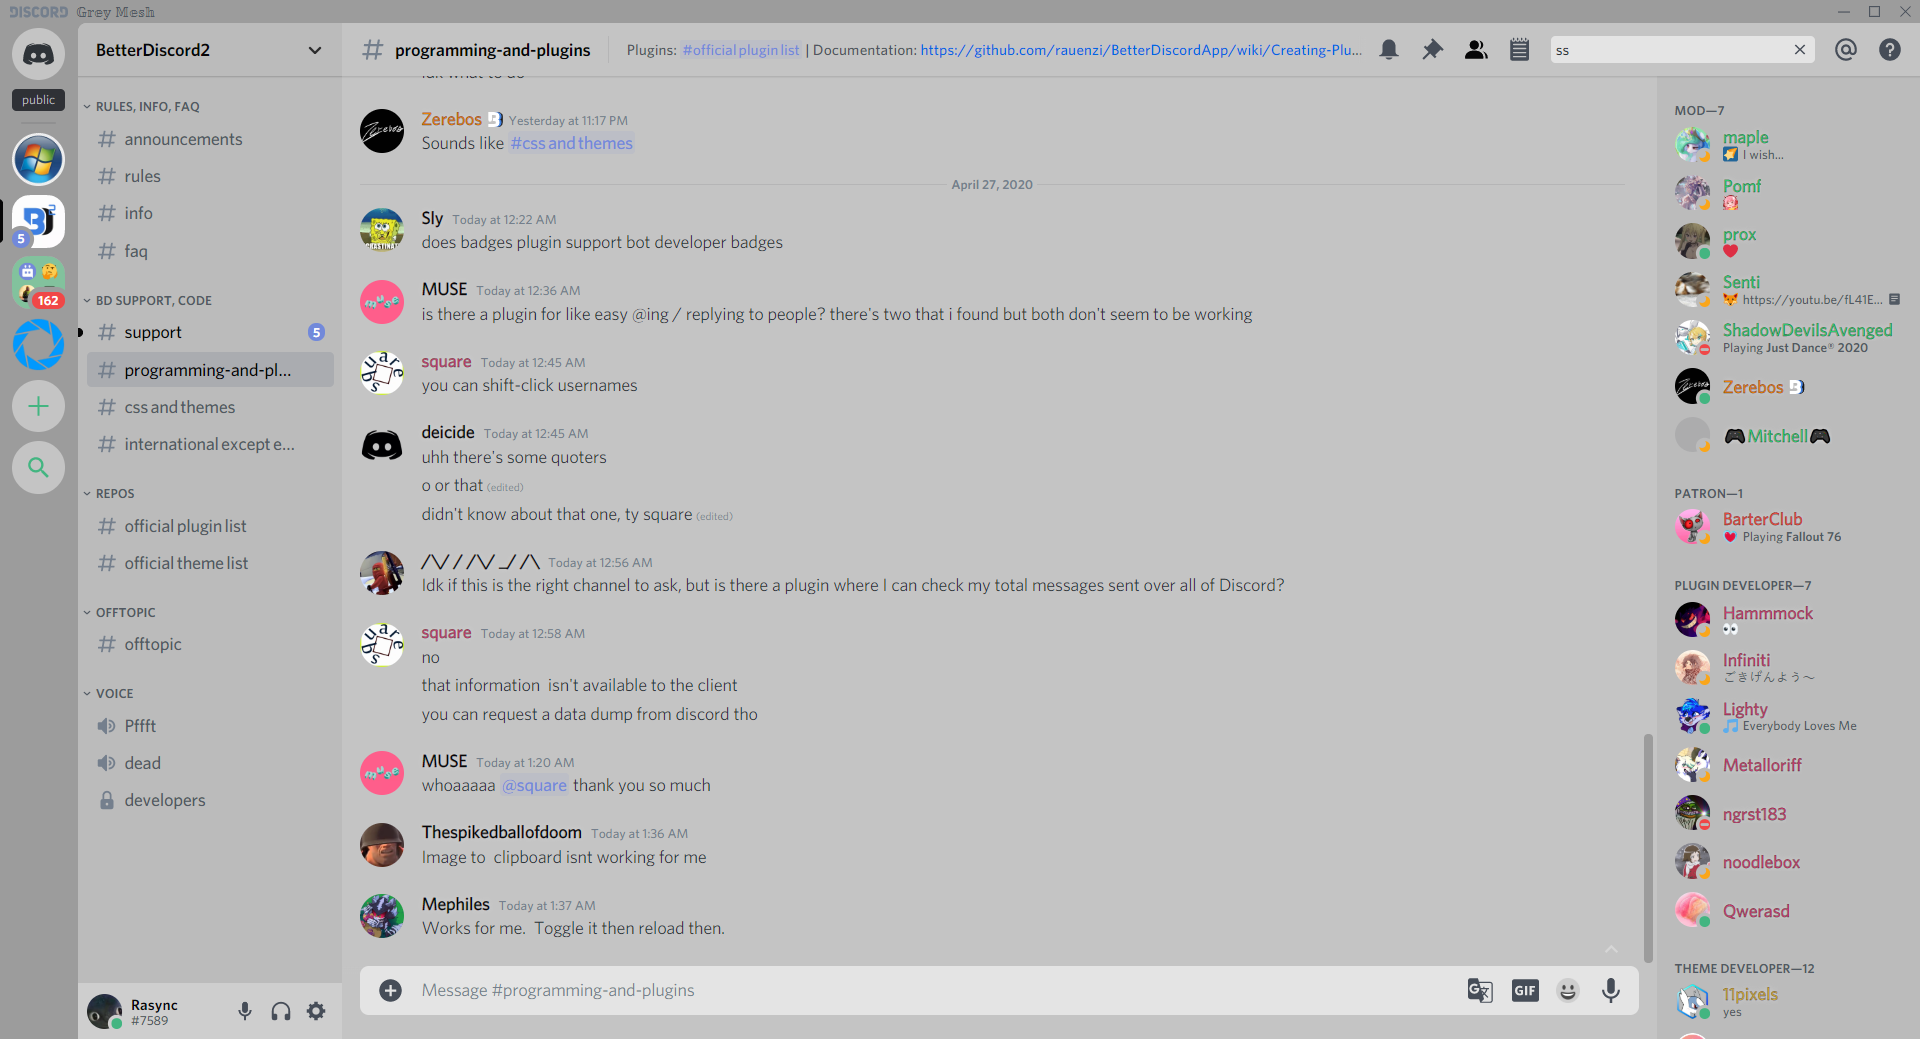 DISCORD Grey Mesh
public
5
162
BetterDiscord2
RULES, INFO, FAQ
announcements
rules
info
faq
BD SUPPORT, CODE
support 5
programming-and-pl...
css and themes
international except e...
REPOS
official plugin list
official theme list
OFFTOPIC
offtopic
VOICE
Pffft
dead
developers
Rasync
#7589
programming-and-plugins Plugins: #official plugin list | Documentation: https://github.com/rauenzi/BetterDiscordApp/wiki/Creating-Plu... ss
Zerebos Yesterday at 11:17 PM
Sounds like #css and themes
April 27, 2020
Sly Today at 12:22 AM
does badges plugin support bot developer badges
MUSE Today at 12:36 AM
is there a plugin for like easy @ing / replying to people? there's two that i found but both don't seem to be working
square Today at 12:45 AM
you can shift-click usernames
deicide Today at 12:45 AM
uhh there's some quoters
o or that (edited)
didn't know about that one, ty square (edited)
/\/ / /\/ _/ /\ Today at 12:56 AM
Idk if this is the right channel to ask, but is there a plugin where I can check my total messages sent over all of Discord?
square Today at 12:58 AM
no
that information  isn't available to the client
you can request a data dump from discord tho
MUSE Today at 1:20 AM
whoaaaaa @square thank you so much
Thespikedballofdoom Today at 1:36 AM
Image to  clipboard isnt working for me
Mephiles Today at 1:37 AM
Works for me.  Toggle it then reload then.
Message #programming-and-plugins
GIF
MOD—7
maple
I wish...
Pomf
prox
Senti
https://youtu.be/fL41E...
ShadowDevilsAvenged
Playing Just Dance® 2020
Zerebos
Mitchell
PATRON—1
BarterClub
Playing Fallout 76
PLUGIN DEVELOPER—7
Hammmock
Infiniti
ごきげんよう～
Lighty
Everybody Loves Me
Metalloriff
ngrst183
noodlebox
Qwerasd
THEME DEVELOPER—12
11pixels
yes